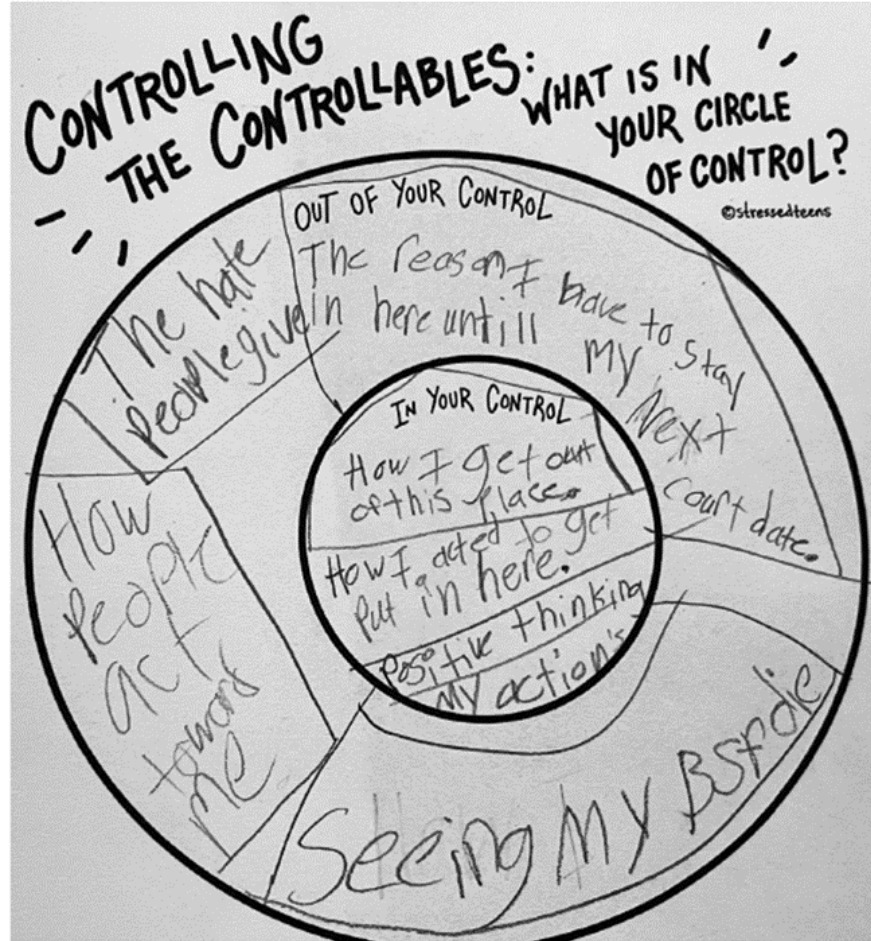 CONTROLLING
THE CONTROLLABLES:
WHAT IS IN
YOUR CIRCLE
OF CONTROL?
©stressedteens
OUT OF YOUR CONTROL
The reason I have to stay
in here untill my Next
court date.
The hate
people give
How
people
act
toward
me
Seeing my BSF die
IN YOUR CONTROL
How I get out
of this place.
How I acted to get
put in here.
Positive thinking
My action's